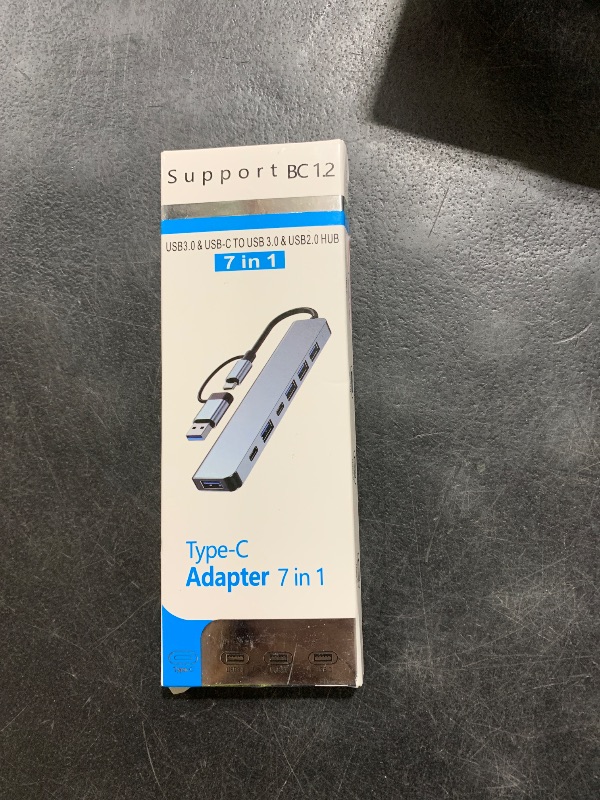 Support BC1.2
USB3.0 & USB-C TO USB 3.0 & USB2.0 HUB
7 in 1
Type-C
Adapter 7 in 1